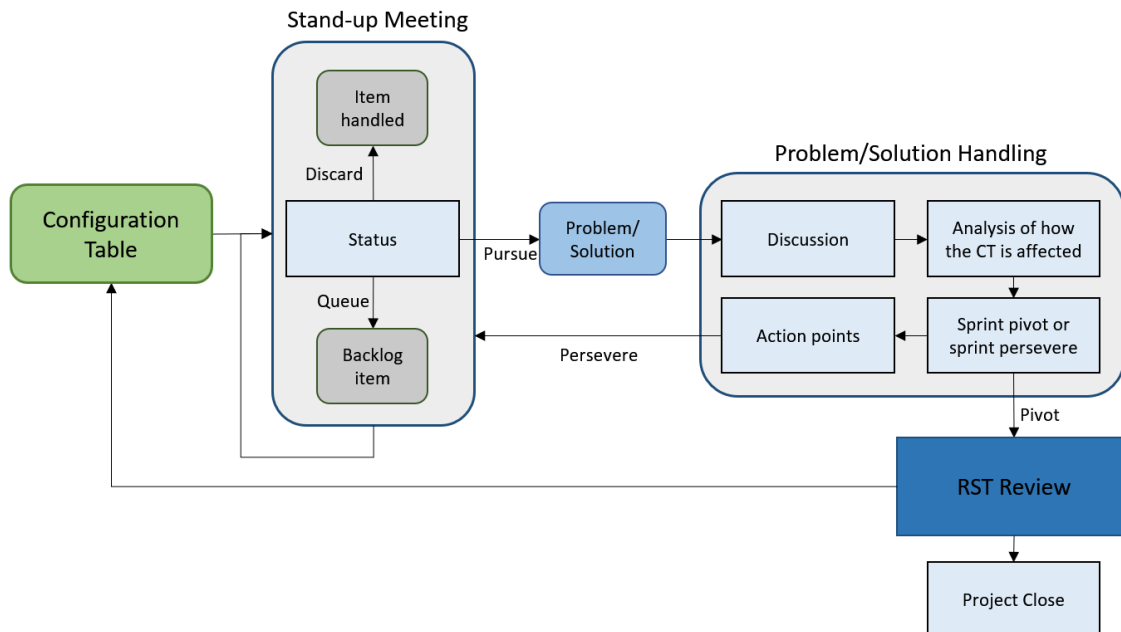 Stand-up Meeting
Item
handled
Discard
Problem/Solution Handling
Configuration
Table
Status
Pursue
Problem/
Solution
Discussion
Analysis of how
the CT is affected
Queue
Backlog
item
Persevere
Action points
Sprint pivot or
sprint persevere
Pivot
RST Review
Project Close